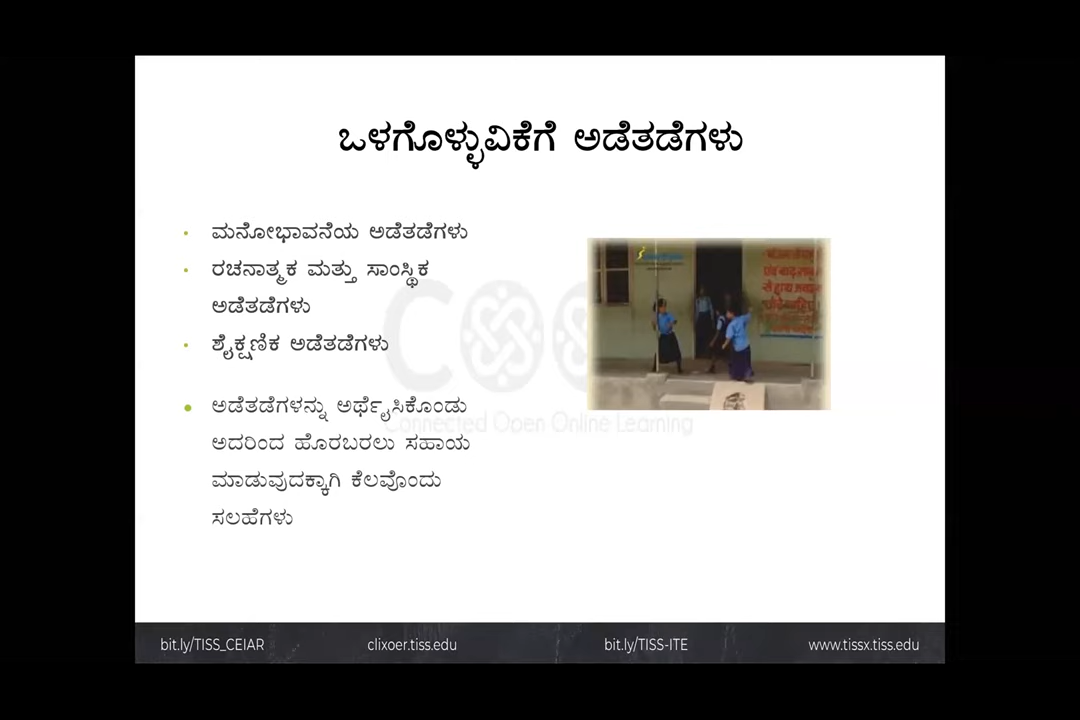 ಒಳಗೊಳ್ಳುವಿಕೆಗೆ ಅಡೆತಡೆಗಳು
• ಮನೋಭಾವನೆಯ ಅಡೆತಡೆಗಳು
• ರಚನಾತ್ಮಕ ಮತ್ತು ಸಾಂಸ್ಥಿಕ
ಅಡೆತಡೆಗಳು
• ಶೈಕ್ಷಣಿಕ ಅಡೆತಡೆಗಳು
• ಅಡೆತಡೆಗಳನ್ನು ಅರ್ಥೈಸಿಕೊಂಡು
ಅದರಿಂದ ಹೊರಬರಲು ಸಹಾಯ
ಮಾಡುವುದಕ್ಕಾಗಿ ಕೆಲವೊಂದು
ಸಲಹೆಗಳು
Connected Open Online Learning
bit.ly/TISS_CEIAR clixoer.tiss.edu bit.ly/TISS-ITE www.tissx.tiss.edu